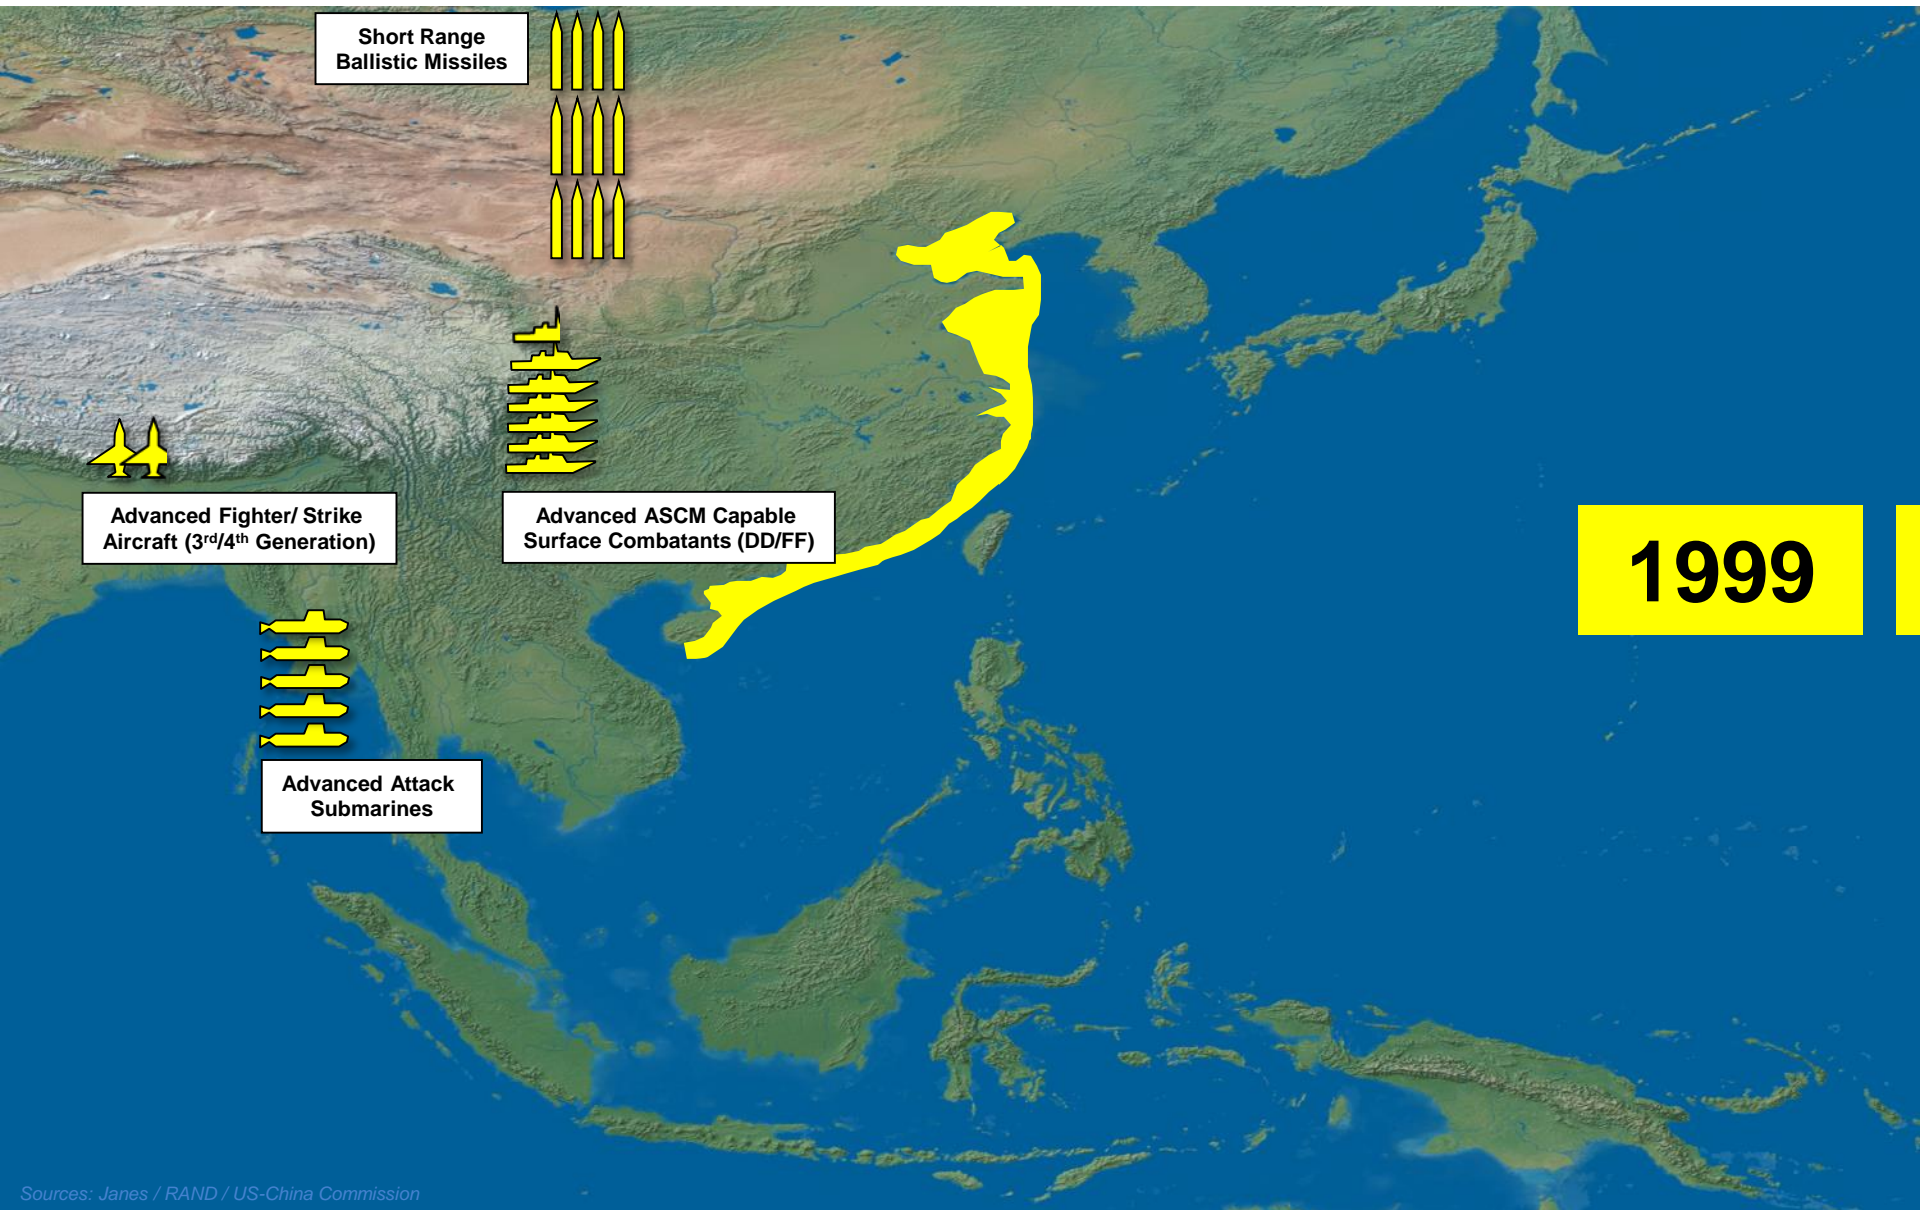 Short Range
Ballistic Missiles
Advanced Fighter/ Strike
Aircraft (3rd/4th Generation)
Advanced ASCM Capable
Surface Combatants (DD/FF)
1999
Advanced Attack
Submarines
Sources: Janes / RAND / US-China Commission